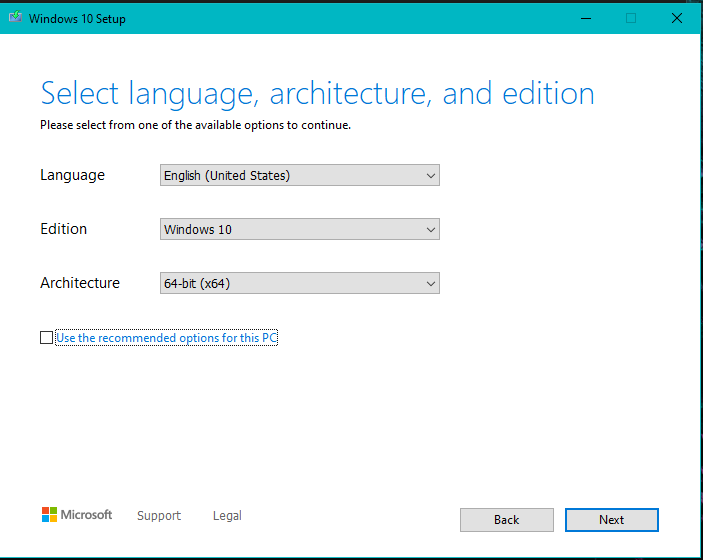 Windows 10 Setup
Select language, architecture, and edition
Please select from one of the available options to continue.
Language English (United States)
Edition Windows 10
Architecture 64-bit (x64)
Use the recommended options for this PC
Microsoft Support Legal Back Next